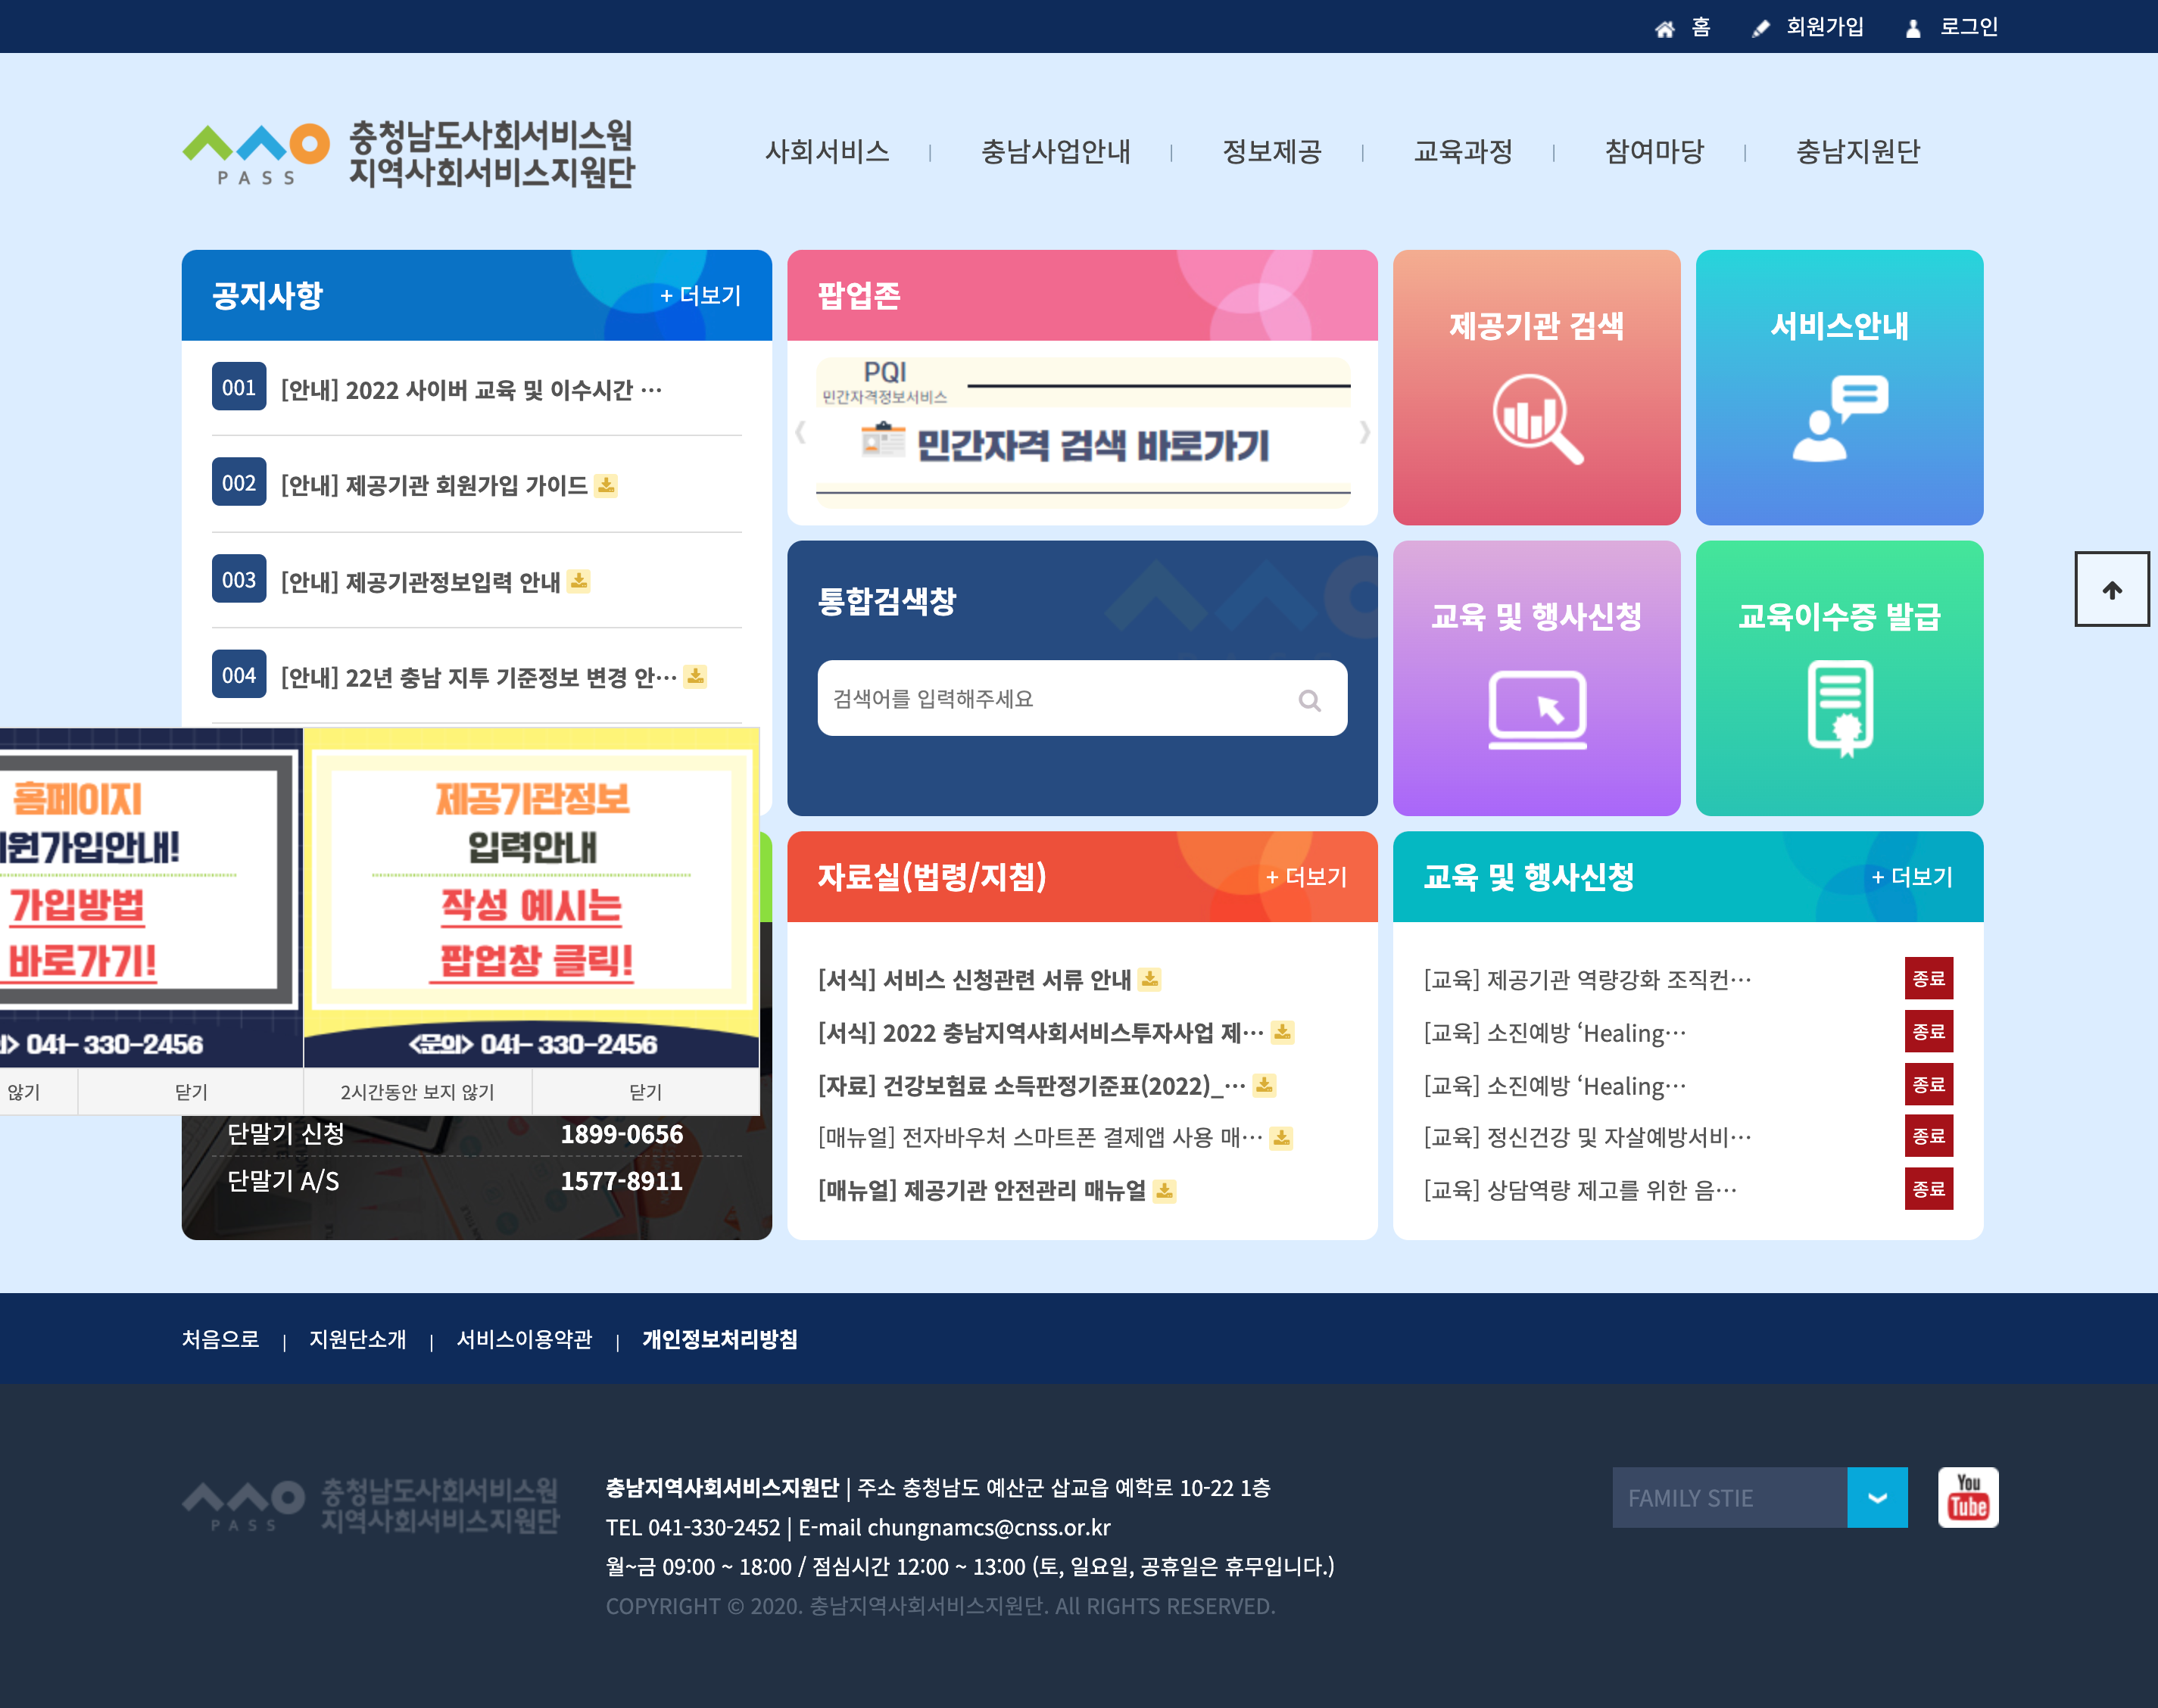 홈
회원가입
로그인
PASS
충청남도사회서비스원
지역사회서비스지원단
사회서비스
충남사업안내
정보제공
교육과정
참여마당
충남지원단
공지사항
+ 더보기
001 [안내] 2022 사이버 교육 및 이수시간 ···
002 [안내] 제공기관 회원가입 가이드
003 [안내] 제공기관정보입력 안내
004 [안내] 22년 충남 지투 기준정보 변경 안···
팝업존
PQI
민간자격정보서비스
민간자격 검색 바로가기
제공기관 검색
서비스안내
통합검색창
검색어를 입력해주세요
교육 및 행사신청
교육이수증 발급
홈페이지
원가입안내!
가입방법
바로가기!
> 041- 330-2456
않기
닫기
제공기관정보
입력안내
작성 예시는
팝업창 클릭!
<문의> 041- 330-2456
2시간동안 보지 않기
닫기
단말기 신청 1899-0656
단말기 A/S 1577-8911
자료실(법령/지침)
+ 더보기
[서식] 서비스 신청관련 서류 안내
[서식] 2022 충남지역사회서비스투자사업 제···
[자료] 건강보험료 소득판정기준표(2022)_···
[매뉴얼] 전자바우처 스마트폰 결제앱 사용 매···
[매뉴얼] 제공기관 안전관리 매뉴얼
교육 및 행사신청
+ 더보기
[교육] 제공기관 역량강화 조직컨··· 종료
[교육] 소진예방 ‘Healing··· 종료
[교육] 소진예방 ‘Healing··· 종료
[교육] 정신건강 및 자살예방서비··· 종료
[교육] 상담역량 제고를 위한 음··· 종료
처음으로 | 지원단소개 | 서비스이용약관 | 개인정보처리방침
PASS
충청남도사회서비스원
지역사회서비스지원단
충남지역사회서비스지원단 | 주소 충청남도 예산군 삽교읍 예학로 10-22 1층
TEL 041-330-2452 | E-mail chungnamcs@cnss.or.kr
월~금 09:00 ~ 18:00 / 점심시간 12:00 ~ 13:00 (토, 일요일, 공휴일은 휴무입니다.)
COPYRIGHT © 2020. 충남지역사회서비스지원단. All RIGHTS RESERVED.
FAMILY STIE
You
Tube